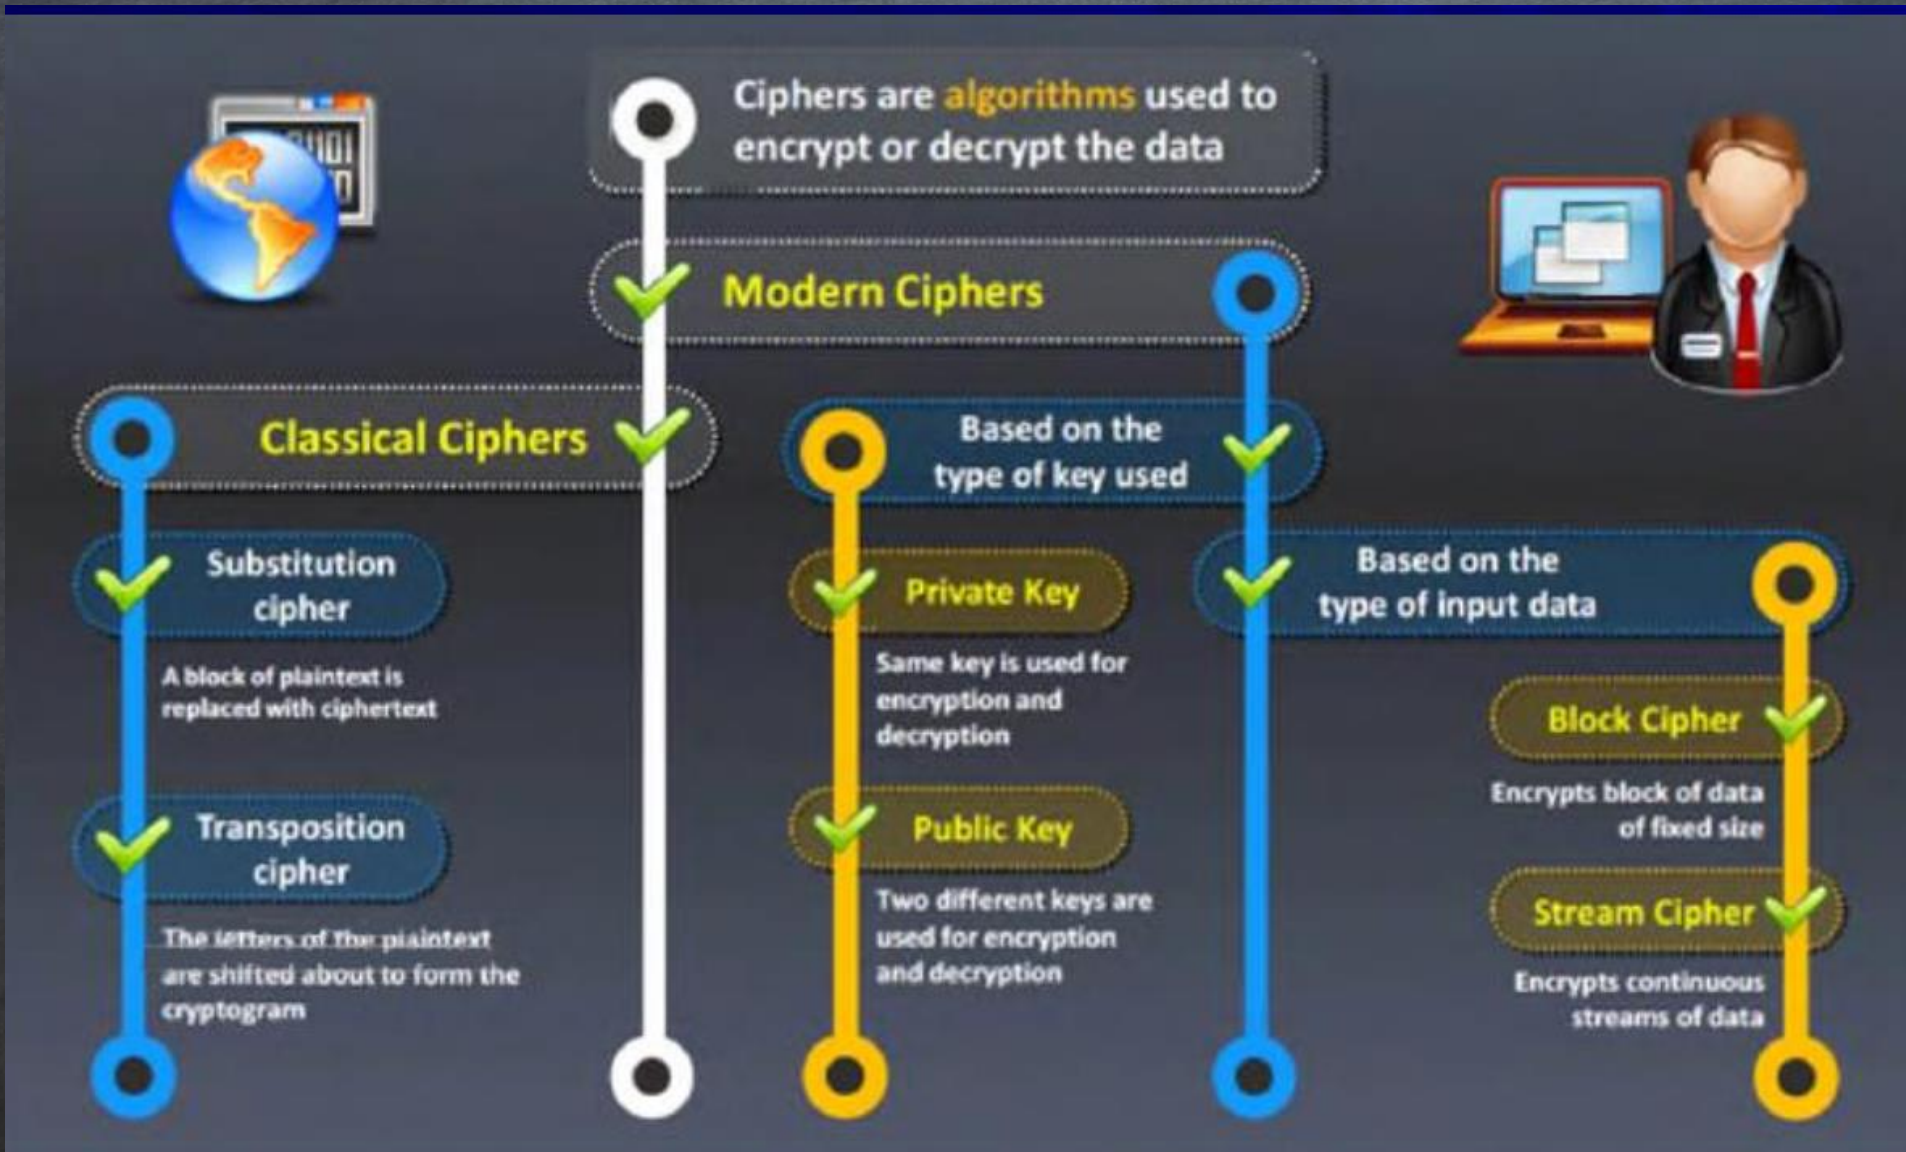 Ciphers are algorithms used to
encrypt or decrypt the data
Modern Ciphers
Classical Ciphers
Substitution
cipher
A block of plaintext is
replaced with ciphertext
Transposition
cipher
The letters of the plaintext
are shifted about to form the
cryptogram
Based on the
type of key used
Private Key
Same key is used for
encryption and
decryption
Public Key
Two different keys are
used for encryption
and decryption
Based on the
type of input data
Block Cipher
Encrypts block of data
of fixed size
Stream Cipher
Encrypts continuous
streams of data